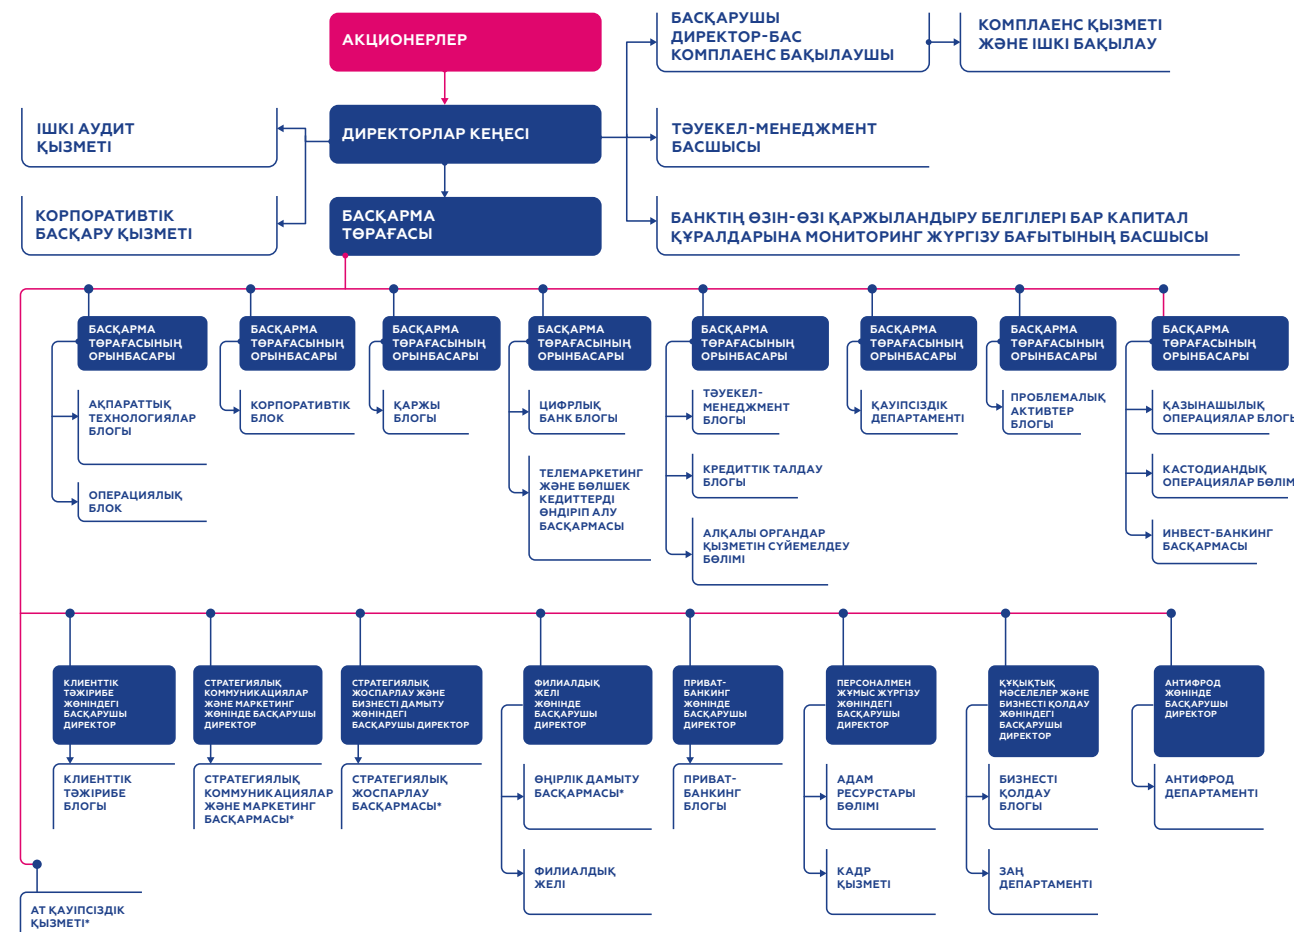 АКЦИОНЕРЛЕР
БАСҚАРУШЫ
ДИРЕКТОР-БАС
КОМПЛАЕНС БАҚЫЛАУШЫ
КОМПЛАЕНС ҚЫЗМЕТІ
ЖӘНЕ ІШКІ БАҚЫЛАУ
ІШКІ АУДИТ
ҚЫЗМЕТІ
ДИРЕКТОРЛАР КЕҢЕСІ
ТӘУЕКЕЛ-МЕНЕДЖМЕНТ
БАСШЫСЫ
КОРПОРАТИВТІК
БАСҚАРУ ҚЫЗМЕТІ
БАСҚАРМА
ТӨРАҒАСЫ
БАНКТІҢ ӨЗІН-ӨЗІ ҚАРЖЫЛАНДЫРУ БЕЛГІЛЕРІ БАР КАПИТАЛ
ҚҰРАЛДАРЫНА МОНИТОРИНГ ЖҮРГІЗУ БАҒЫТЫНЫҢ БАСШЫСЫ
БАСҚАРМА
ТӨРАҒАСЫНЫҢ
ОРЫНБАСАРЫ
БАСҚАРМА
ТӨРАҒАСЫНЫҢ
ОРЫНБАСАРЫ
БАСҚАРМА
ТӨРАҒАСЫНЫҢ
ОРЫНБАСАРЫ
БАСҚАРМА
ТӨРАҒАСЫНЫҢ
ОРЫНБАСАРЫ
БАСҚАРМА
ТӨРАҒАСЫНЫҢ
ОРЫНБАСАРЫ
БАСҚАРМА
ТӨРАҒАСЫНЫҢ
ОРЫНБАСАРЫ
БАСҚАРМА
ТӨРАҒАСЫНЫҢ
ОРЫНБАСАРЫ
БАСҚАРМА
ТӨРАҒАСЫНЫҢ
ОРЫНБАСАРЫ
АҚПАРАТТЫҚ
ТЕХНОЛОГИЯЛАР
БЛОГЫ
ОПЕРАЦИЯЛЫҚ
БЛОК
КОРПОРАТИВТІК
БЛОК
ҚАРЖЫ
БЛОГЫ
ЦИФРЛЫҚ
БАНК БЛОГЫ
ТЕЛЕМАРКЕТИНГ
ЖӘНЕ БӨЛШЕК
КЕДИТТЕРДІ
ӨНДІРІП АЛУ
БАСҚАРМАСЫ
ТӘУЕКЕЛ-
МЕНЕДЖМЕНТ
БЛОГЫ
КРЕДИТТІК ТАЛДАУ
БЛОГЫ
АЛҚАЛЫ ОРГАНДАР
ҚЫЗМЕТІН СҮЙЕМЕЛДЕУ
БӨЛІМІ
ҚАУІПСІЗДІК
ДЕПАРТАМЕНТІ
ПРОБЛЕМАЛЫҚ
АКТИВТЕР
БЛОГЫ
ҚАЗЫНАШЫЛЫҚ
ОПЕРАЦИЯЛАР БЛОГЫ
КАСТОДИАНДЫҚ
ОПЕРАЦИЯЛАР БӨЛІМ
ИНВЕСТ-БАНКИНГ
БАСҚАРМАСЫ
КЛИЕНТТІК
ТӘЖІРИБЕ
ЖӨНІНДЕГІ
БАСҚАРУШЫ
ДИРЕКТОР
СТРАТЕГИЯЛЫҚ
КОММУНИКАЦИЯЛАР
ЖӘНЕ МАРКЕТИНГ
ЖӨНІНДЕ БАСҚАРУШЫ
ДИРЕКТОР
СТРАТЕГИЯЛЫҚ
ЖОСПАРЛАУ ЖӘНЕ
БИЗНЕСТІ ДАМЫТУ
ЖӨНІНДЕГІ
БАСҚАРУШЫ ДИРЕКТОР
ФИЛИАЛДЫҚ
ЖЕЛІ
ЖӨНІНДЕ
БАСҚАРУШЫ
ДИРЕКТОР
ПРИВАТ-
БАНКИНГ
ЖӨНІНДЕ
БАСҚАРУШЫ
ДИРЕКТОР
ПЕРСОНАЛМЕН
ЖҰМЫС ЖҮРГІЗУ
ЖӨНІНДЕГІ
БАСҚАРУШЫ
ДИРЕКТОР
ҚҰҚЫҚТЫҚ
МӘСЕЛЕЛЕР ЖӘНЕ
БИЗНЕСТІ ҚОЛДАУ
ЖӨНІНДЕГІ
БАСҚАРУШЫ
ДИРЕКТОР
АНТИФРОД
ЖӨНІНДЕ
БАСҚАРУШЫ
ДИРЕКТОР
КЛИЕНТТІК
ТӘЖІРИБЕ
БЛОГЫ
СТРАТЕГИЯЛЫҚ
КОММУНИКАЦИЯЛАР
ЖӘНЕ МАРКЕТИНГ
БАСҚАРМАСЫ*
СТРАТЕГИЯЛЫҚ
ЖОСПАРЛАУ
БАСҚАРМАСЫ*
ӨҢІРЛІК ДАМЫТУ
БАСҚАРМАСЫ*
ФИЛИАЛДЫҚ
ЖЕЛІ
ПРИВАТ-
БАНКИНГ
БЛОГЫ
АДАМ
РЕСУРСТАРЫ
БӨЛІМІ
КАДР
ҚЫЗМЕТІ
БИЗНЕСТІ
ҚОЛДАУ
БЛОГЫ
ЗАҢ
ДЕПАРТАМЕНТІ
АНТИФРОД
ДЕПАРТАМЕНТІ
АТ ҚАУІПСІЗДІК
ҚЫЗМЕТІ*